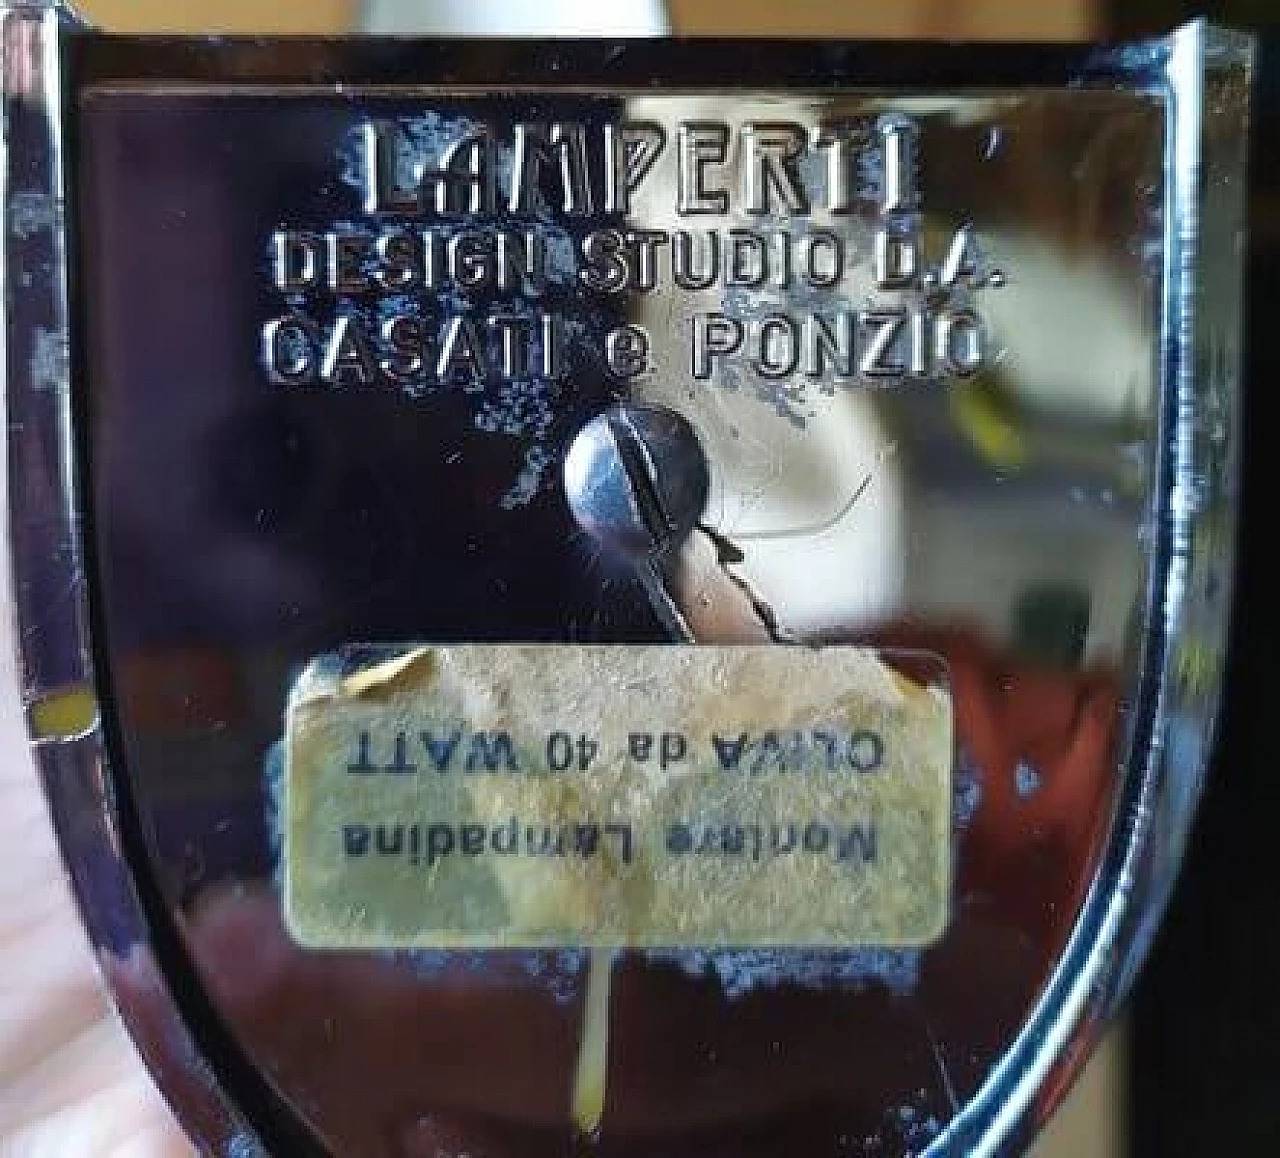 LAMPERTI
DESIGN STUDIO D.A.
CASATI e PONZIO
Montare Lampadina
OLIVA da 40 WATT